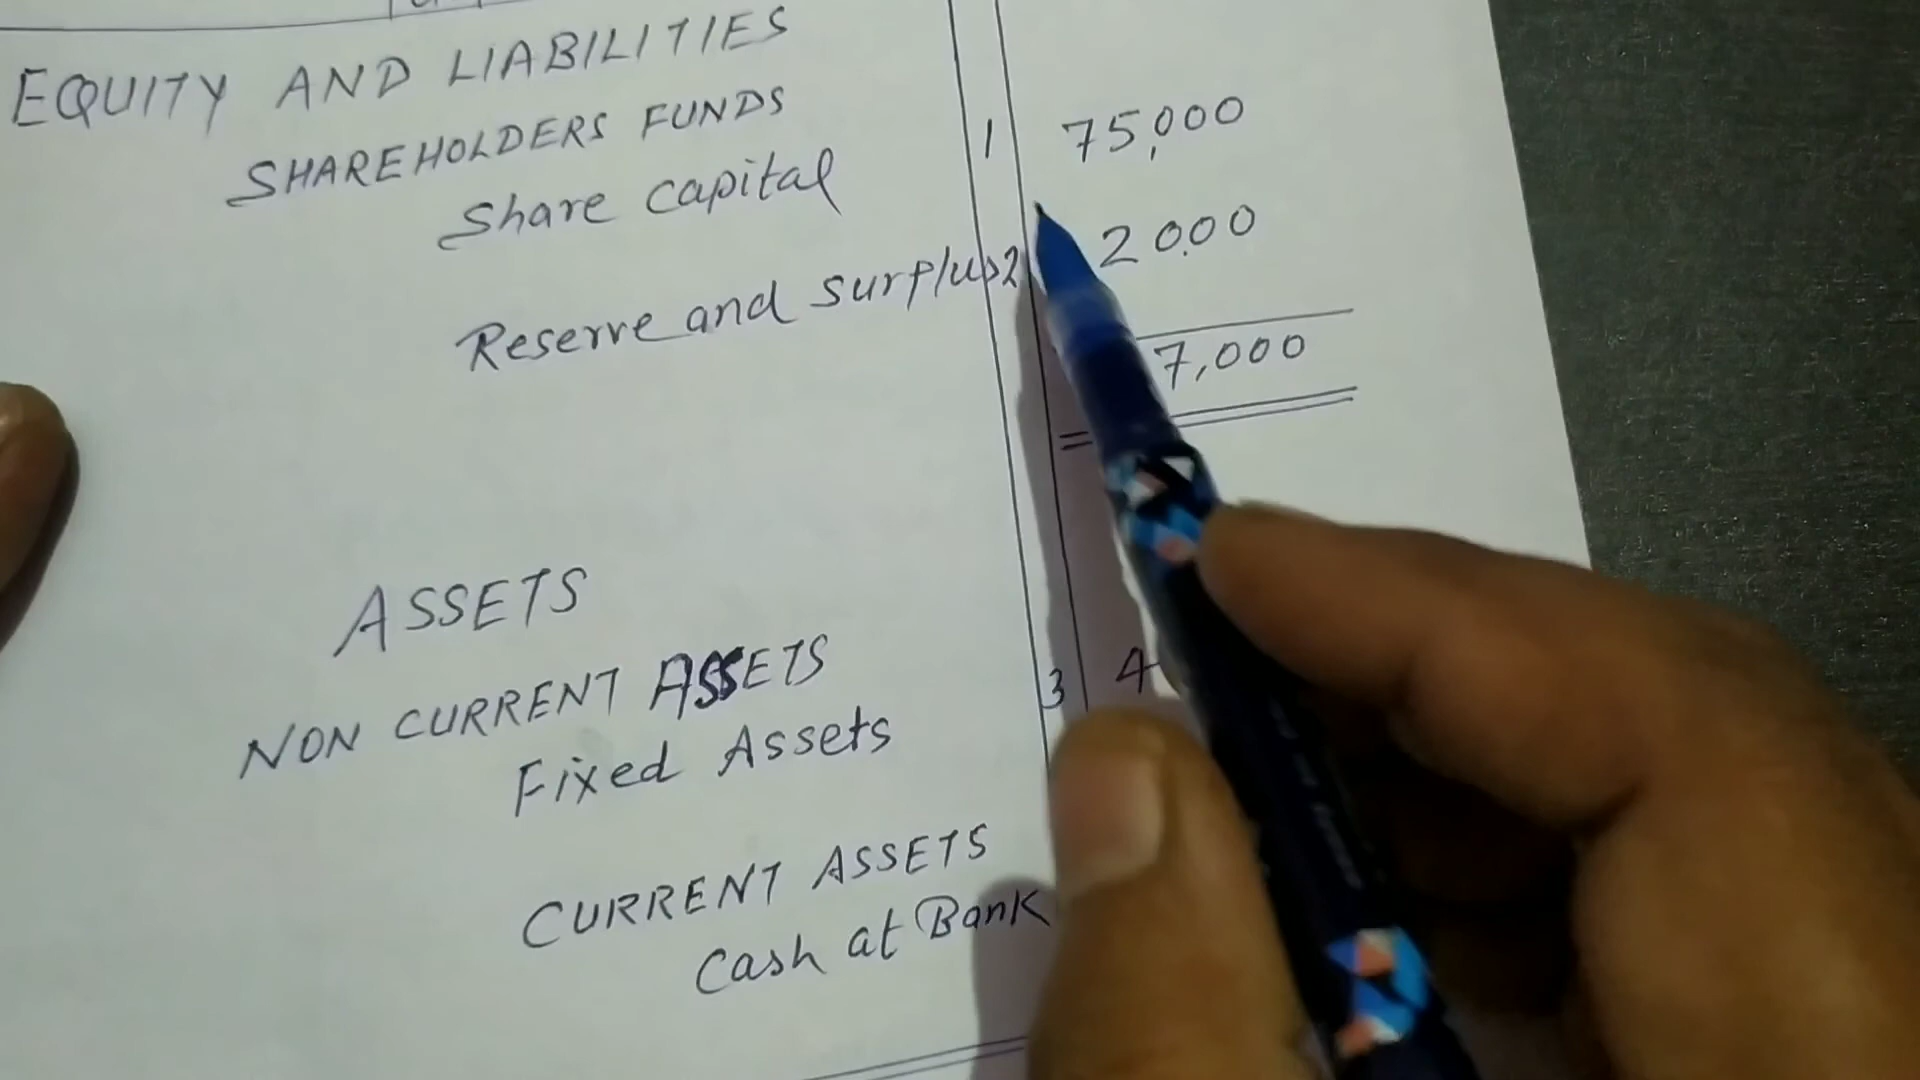 EQUITY AND LIABILITIES
SHAREHOLDERS FUNDS
Share capital 1 75,000
Reserve and surplus 2 2000
7,000
ASSETS
NON CURRENT ASSETS
Fixed Assets 3 4
CURRENT ASSETS
Cash at Bank